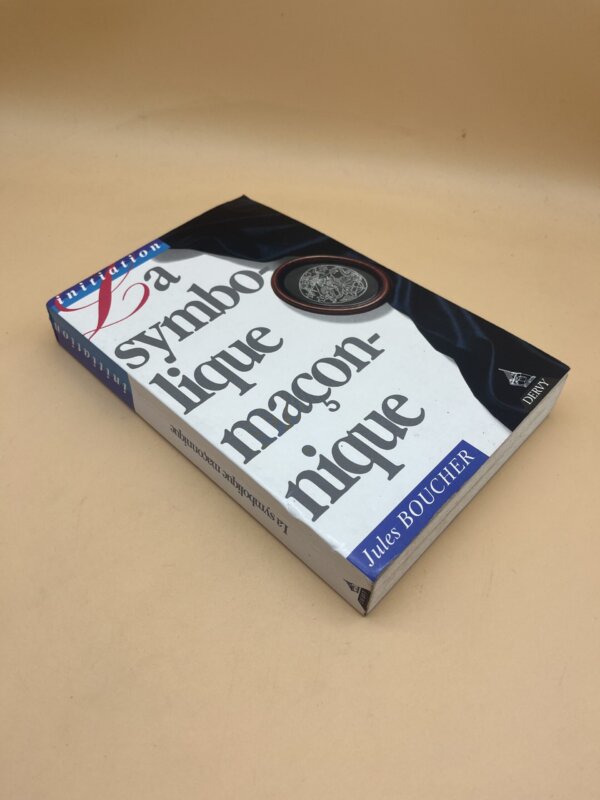 initiation
La
symbo-
lique
maçon-
nique
Jules BOUCHER
DERVY
initiation
La symbolique maçonnique